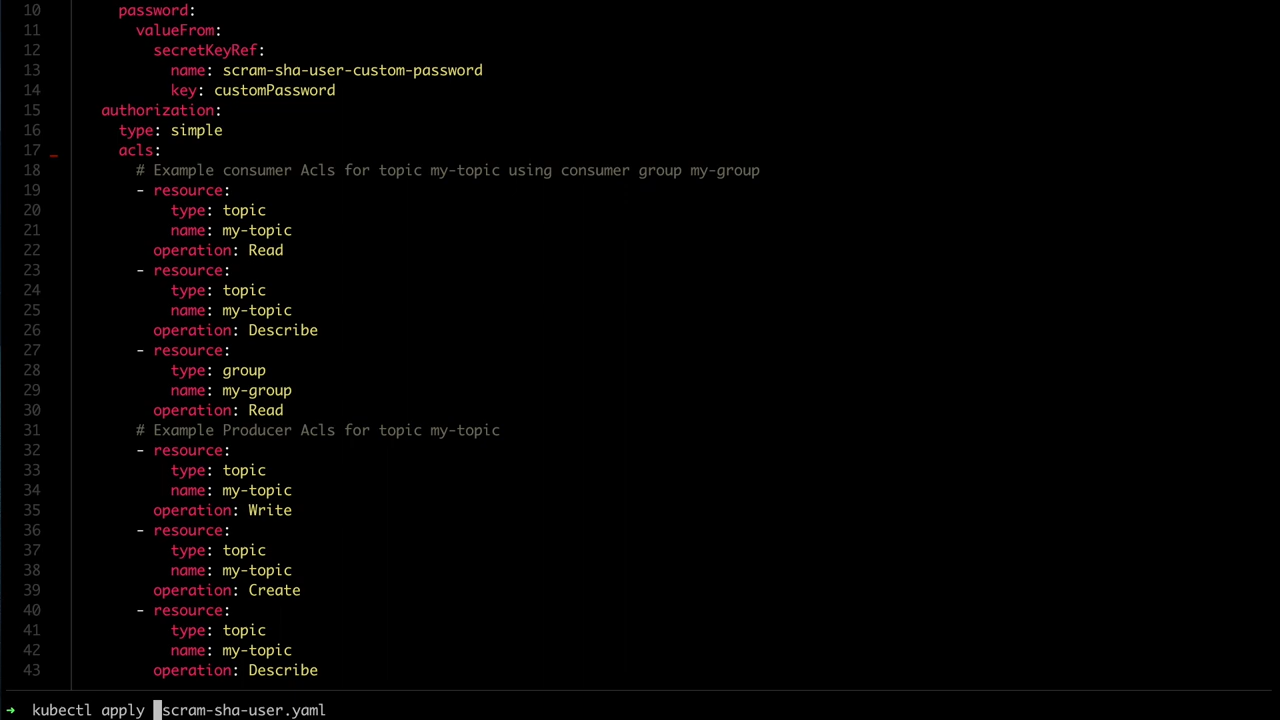 10 password:
11 valueFrom:
12 secretKeyRef:
13 name: scram-sha-user-custom-password
14 key: customPassword
15 authorization:
16 type: simple
17 _ acls:
18 # Example consumer Acls for topic my-topic using consumer group my-group
19 - resource:
20 type: topic
21 name: my-topic
22 operation: Read
23 - resource:
24 type: topic
25 name: my-topic
26 operation: Describe
27 - resource:
28 type: group
29 name: my-group
30 operation: Read
31 # Example Producer Acls for topic my-topic
32 - resource:
33 type: topic
34 name: my-topic
35 operation: Write
36 - resource:
37 type: topic
38 name: my-topic
39 operation: Create
40 - resource:
41 type: topic
42 name: my-topic
43 operation: Describe
→ kubectl apply scram-sha-user.yaml